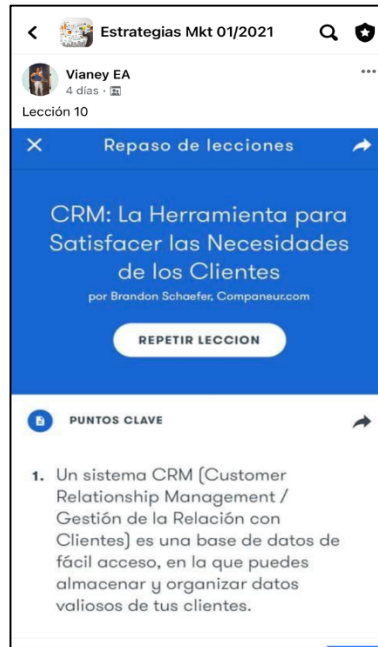 Estrategias Mkt 01/2021
Vianey EA
4 días ·
Lección 10
Repaso de lecciones
CRM: La Herramienta para
Satisfacer las Necesidades
de los Clientes
por Brandon Schaefer, Companeur.com
REPETIR LECCION
PUNTOS CLAVE
1. Un sistema CRM (Customer
Relationship Management /
Gestión de la Relación con
Clientes) es una base de datos de
fácil acceso, en la que puedes
almacenar y organizar datos
valiosos de tus clientes.